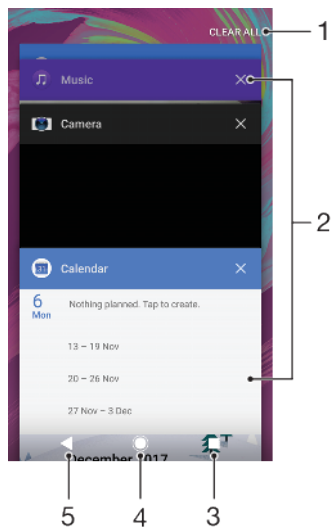 CLEAR ALL
1
Music
2
Camera
31
Calendar
6
Mon
Nothing planned. Tap to create.
13 – 19 Nov
20 – 26 Nov
27 Nov – 3 Dec
December 2017
5
4
3